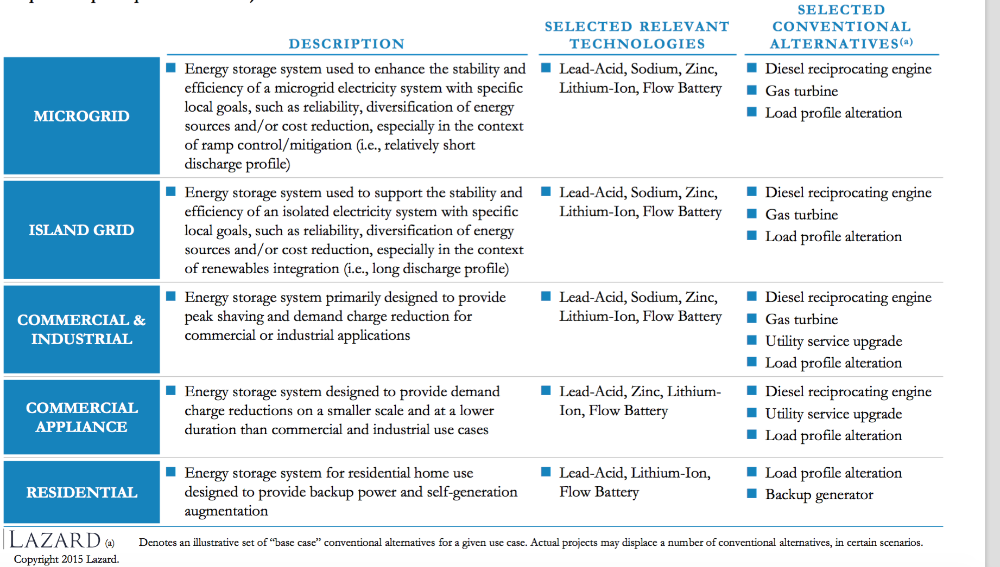 DESCRIPTION
SELECTED RELEVANT
TECHNOLOGIES
SELECTED
CONVENTIONAL
ALTERNATIVES(a)
MICROGRID
Energy storage system used to enhance the stability and
efficiency of a microgrid electricity system with specific
local goals, such as reliability, diversification of energy
sources and/or cost reduction, especially in the context
of ramp control/mitigation (i.e., relatively short
discharge profile)
Lead-Acid, Sodium, Zinc,
Lithium-Ion, Flow Battery
Diesel reciprocating engine
Gas turbine
Load profile alteration
ISLAND GRID
Energy storage system used to support the stability and
efficiency of an isolated electricity system with specific
local goals, such as reliability, diversification of energy
sources and/or cost reduction, especially in the context
of renewables integration (i.e., long discharge profile)
Lead-Acid, Sodium, Zinc,
Lithium-Ion, Flow Battery
Diesel reciprocating engine
Gas turbine
Load profile alteration
COMMERCIAL &
INDUSTRIAL
Energy storage system primarily designed to provide
peak shaving and demand charge reduction for
commercial or industrial applications
Lead-Acid, Sodium, Zinc,
Lithium-Ion, Flow Battery
Diesel reciprocating engine
Gas turbine
Utility service upgrade
Load profile alteration
COMMERCIAL
APPLIANCE
Energy storage system designed to provide demand
charge reductions on a smaller scale and at a lower
duration than commercial and industrial use cases
Lead-Acid, Zinc, Lithium-
Ion, Flow Battery
Diesel reciprocating engine
Utility service upgrade
Load profile alteration
RESIDENTIAL
Energy storage system for residential home use
designed to provide backup power and self-generation
augmentation
Lead-Acid, Lithium-Ion,
Flow Battery
Load profile alteration
Backup generator
LAZARD (a) Denotes an illustrative set of “base case” conventional alternatives for a given use case. Actual projects may displace a number of conventional alternatives, in certain scenarios.
Copyright 2015 Lazard.